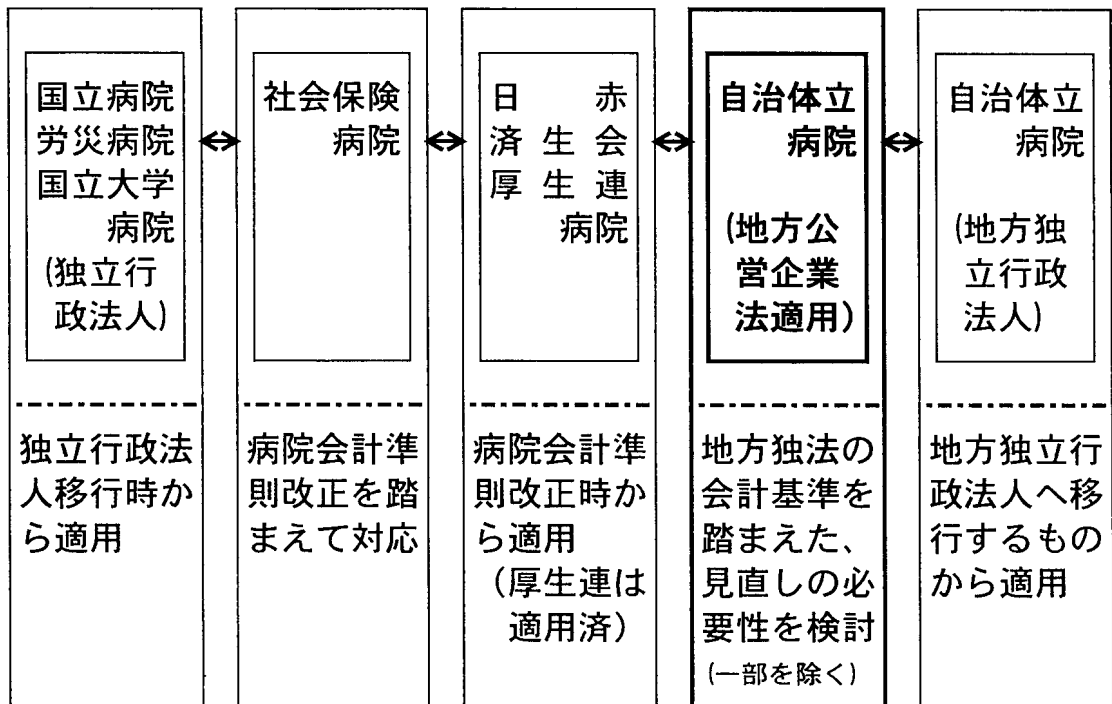 国立病院
労災病院
国立大学
病院
(独立行
政法人)
独立行政法
人移行時か
ら適用
社会保険
病院
病院会計準
則改正を踏
まえて対応
日 赤
済 生 会
厚 生 連
病院
病院会計準
則改正時か
ら適用
(厚生連は
適用済)
自治体立
病院
(地方公
営企業
法適用)
地方独法の
会計基準を
踏まえた、
見直しの必
要性を検討
(一部を除く)
自治体立
病院
(地方独
立行政
法人)
地方独立行
政法人へ移
行するもの
から適用